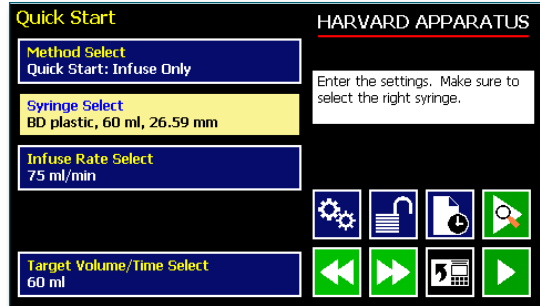 Quick Start
Method Select
Quick Start: Infuse Only
Syringe Select
BD plastic, 60 ml, 26.59 mm
Infuse Rate Select
75 ml/min
Target Volume/Time Select
60 ml
HARVARD APPARATUS
Enter the settings. Make sure to
select the right syringe.